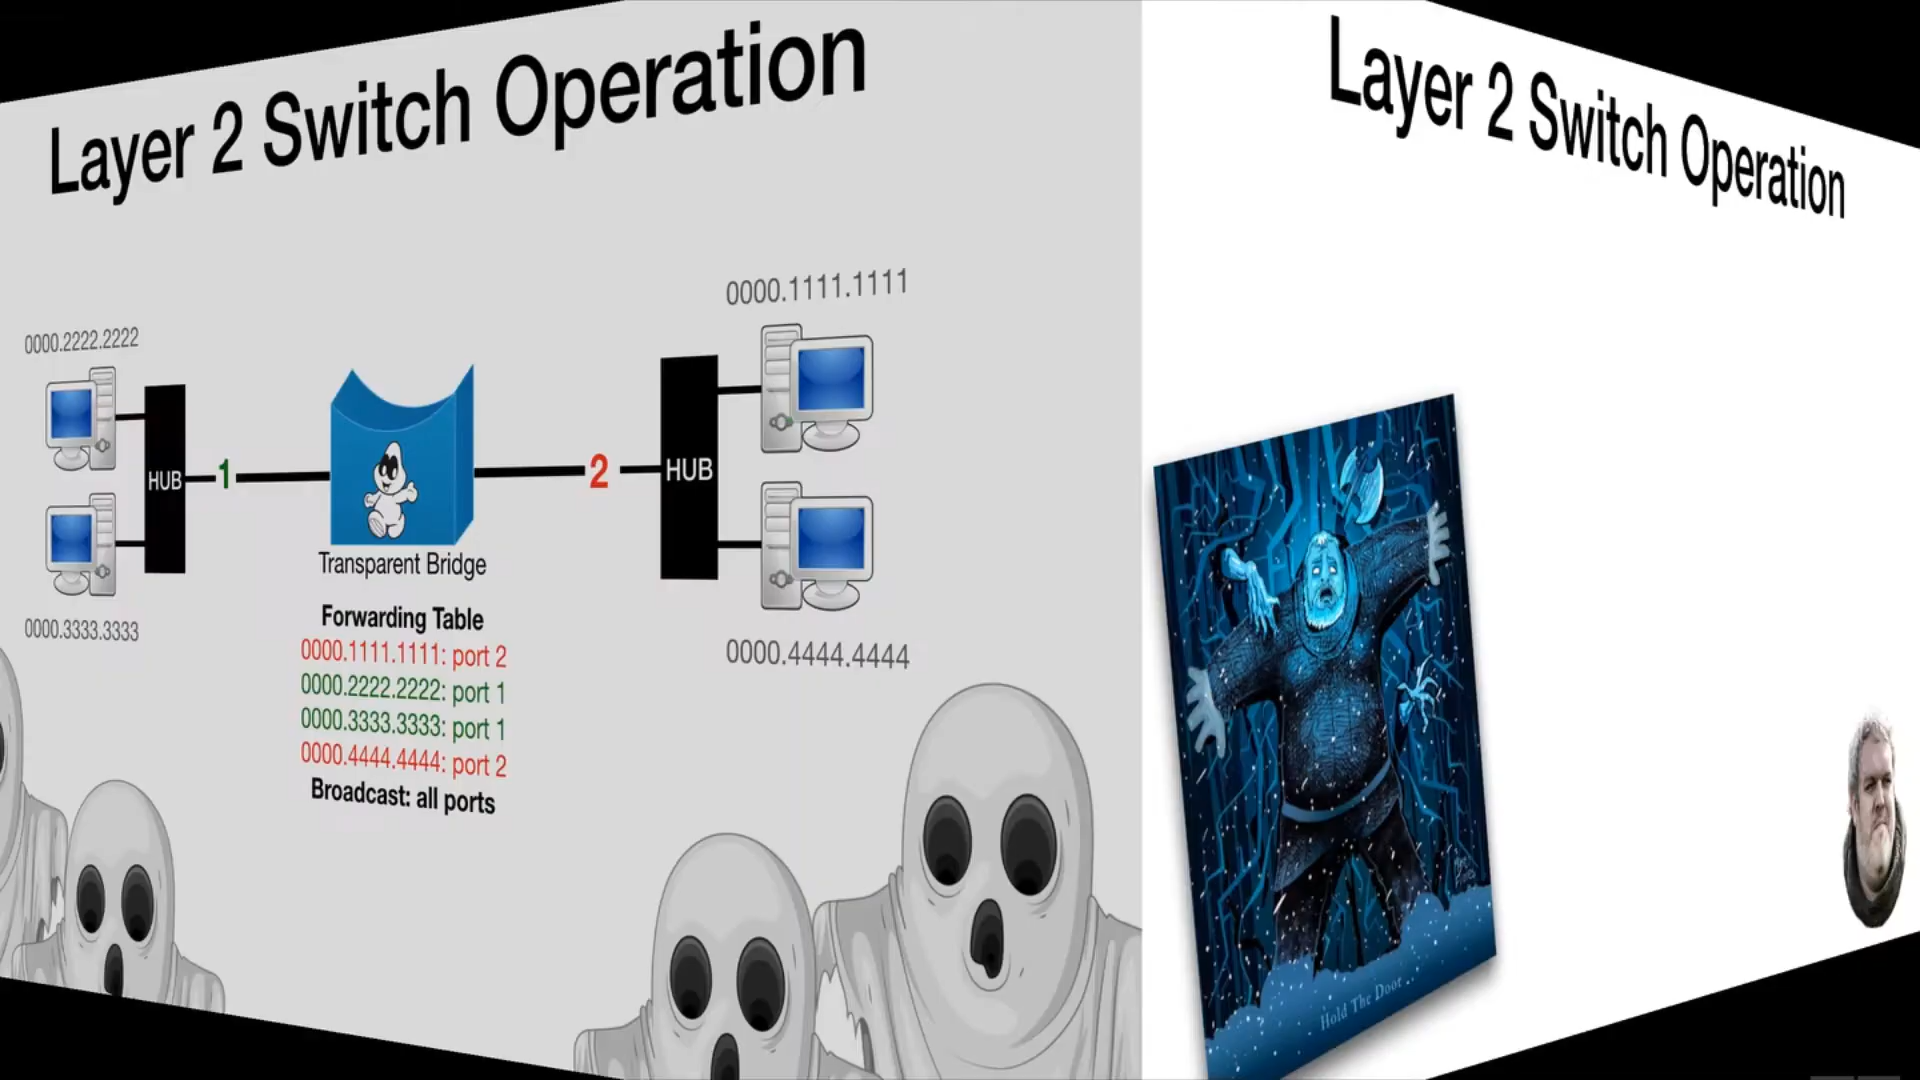 Layer 2 Switch Operation
0000.2222.2222
0000.1111.1111
HUB
1
2
HUB
Transparent Bridge
0000.3333.3333
0000.4444.4444
Forwarding Table
0000.1111.1111: port 2
0000.2222.2222: port 1
0000.3333.3333: port 1
0000.4444.4444: port 2
Broadcast: all ports
Layer 2 Switch Operation
Hold The Door